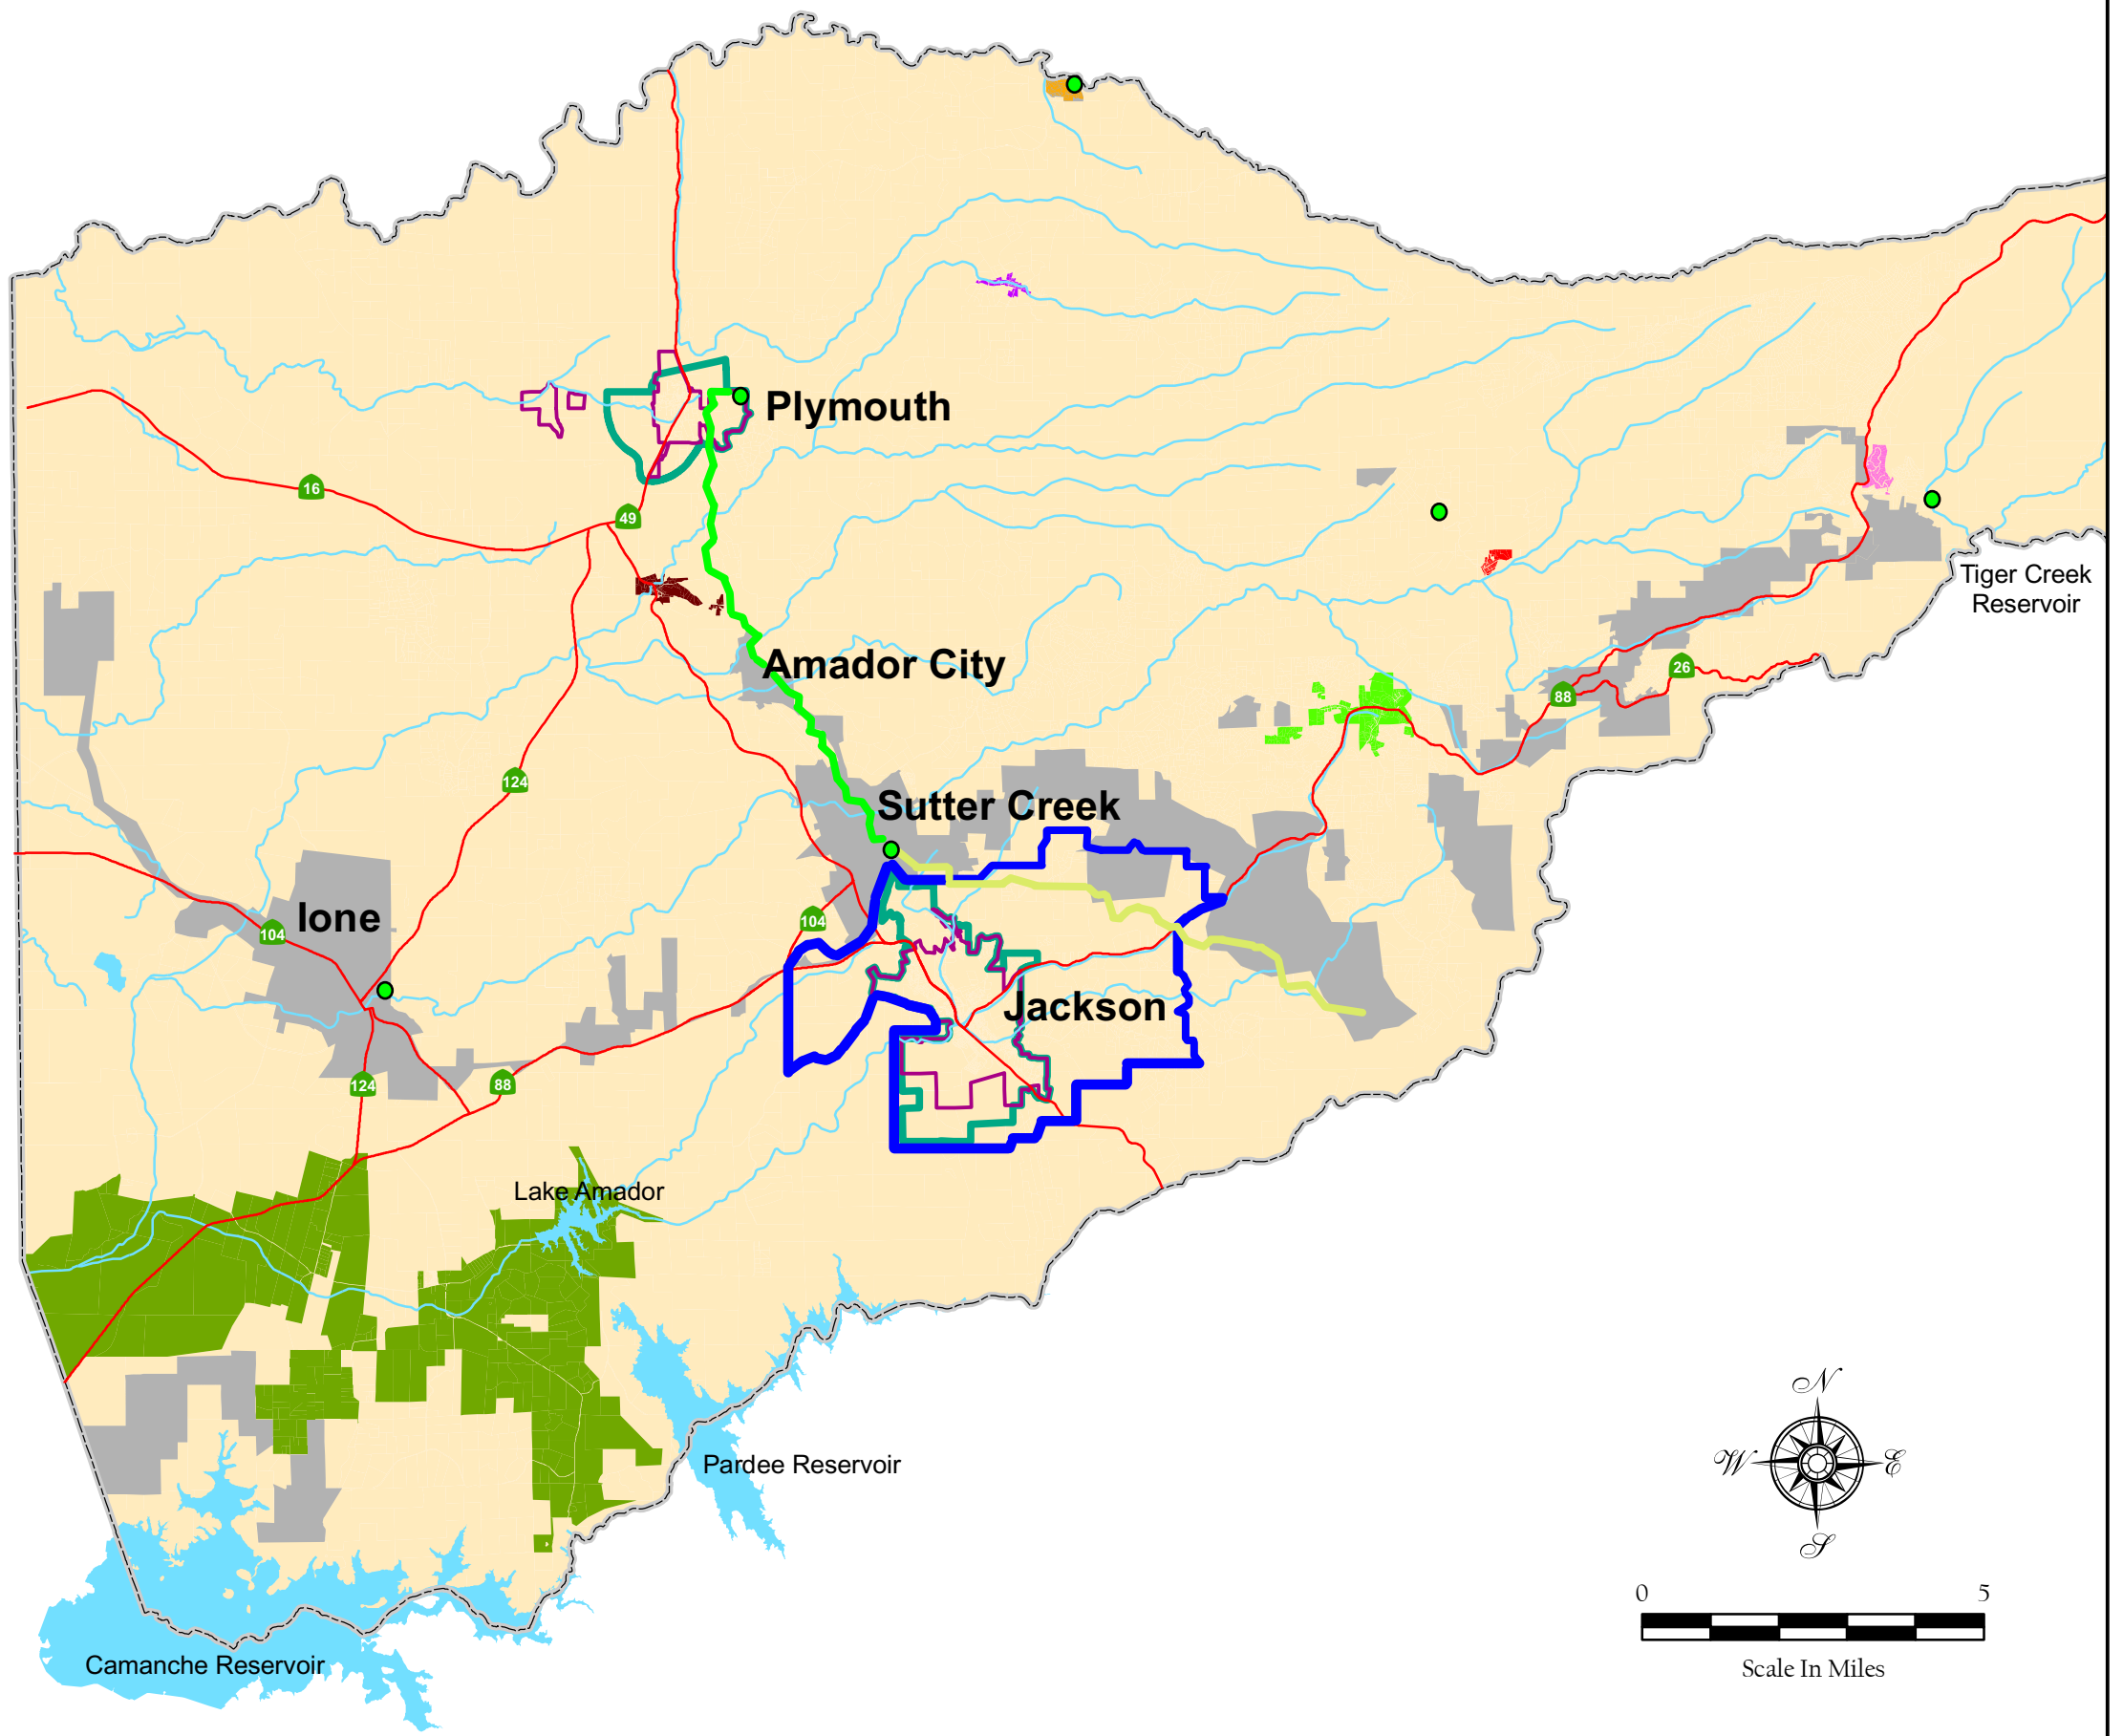 Plymouth
16
49
Tiger Creek
Reservoir
Amador City
26
88
124
Sutter Creek
Ione
104
104
Jackson
124
88
Lake Amador
Pardee Reservoir
N
W
E
S
0
5
Scale In Miles
Camanche Reservoir